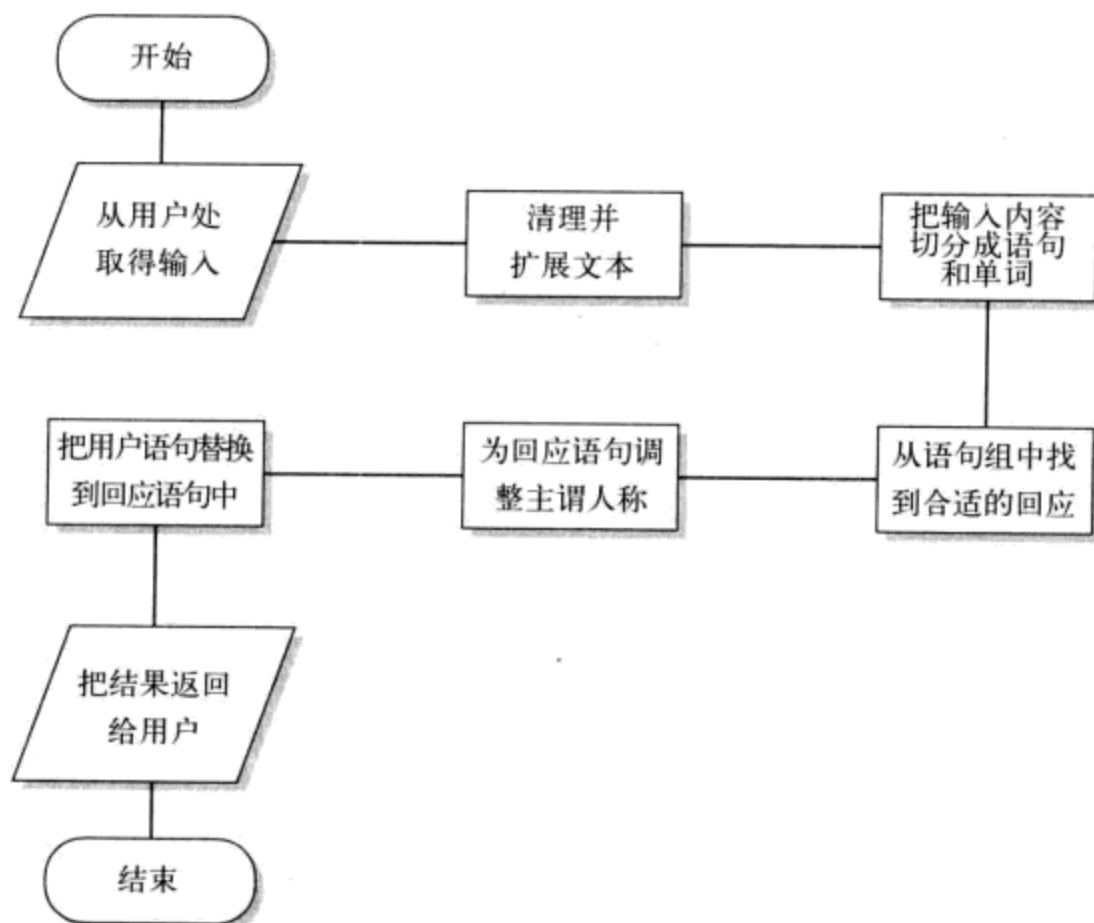 开始
从用户处
取得输入
清理并
扩展文本
把输入内容
切分成语句
和单词
从语句组中找
到合适的回应
为回应语句调
整主谓人称
把用户语句替换
到回应语句中
把结果返回
给用户
结束